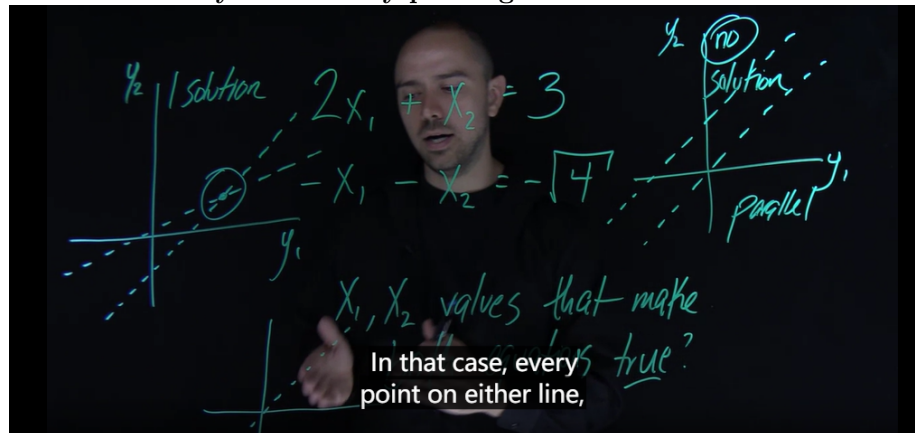 y₂
1 solution
y₁
2x₁ + x₂ = 3
-x₁ - x₂ = -√4
y₂
no
solution
y₁
parallel
x₁, x₂ values that make
true?
In that case, every
point on either line,